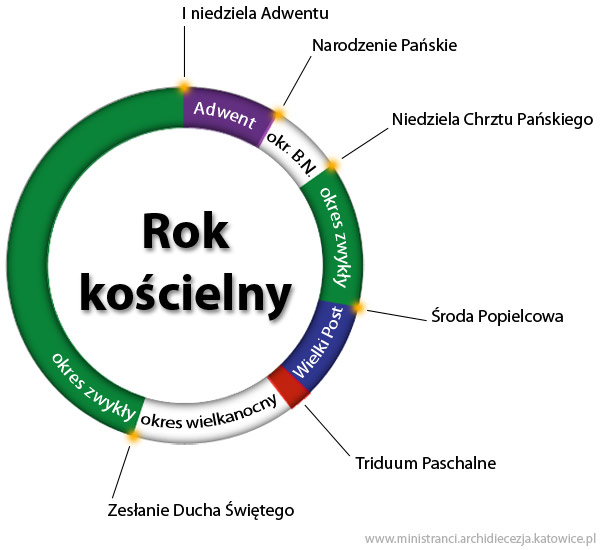 I niedziela Adwentu
Narodzenie Pańskie
Adwent
okr. B.N.
Niedziela Chrztu Pańskiego
okres zwykły
Rok
kościelny
Środa Popielcowa
Wielki Post
okres zwykły
okres wielkanocny
Triduum Paschalne
Zesłanie Ducha Świętego
www.ministranci.archidiecezja.katowice.pl